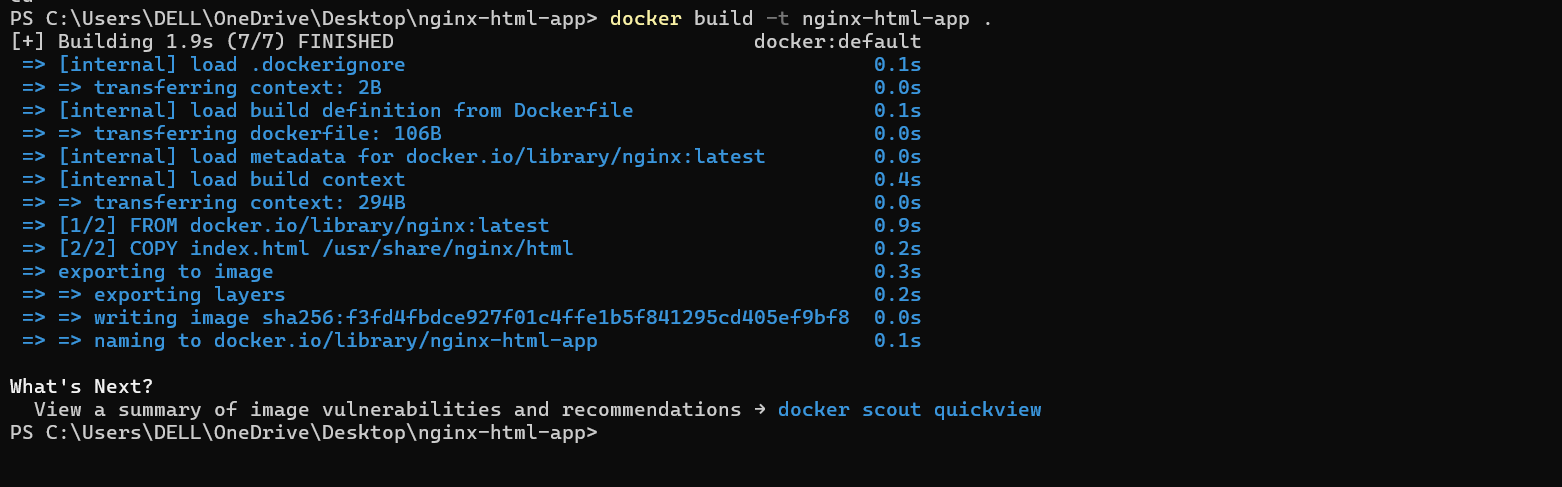 PS C:\Users\DELL\OneDrive\Desktop\nginx-html-app> docker build -t nginx-html-app .
[+] Building 1.9s (7/7) FINISHED docker:default
=> [internal] load .dockerignore 0.1s
=> => transferring context: 2B 0.0s
=> [internal] load build definition from Dockerfile 0.1s
=> => transferring dockerfile: 106B 0.0s
=> [internal] load metadata for docker.io/library/nginx:latest 0.0s
=> [internal] load build context 0.4s
=> => transferring context: 294B 0.0s
=> [1/2] FROM docker.io/library/nginx:latest 0.9s
=> [2/2] COPY index.html /usr/share/nginx/html 0.2s
=> exporting to image 0.3s
=> => exporting layers 0.2s
=> => writing image sha256:f3fd4fbdce927f01c4ffe1b5f841295cd405ef9bf8 0.0s
=> => naming to docker.io/library/nginx-html-app 0.1s
What's Next?
View a summary of image vulnerabilities and recommendations → docker scout quickview
PS C:\Users\DELL\OneDrive\Desktop\nginx-html-app>